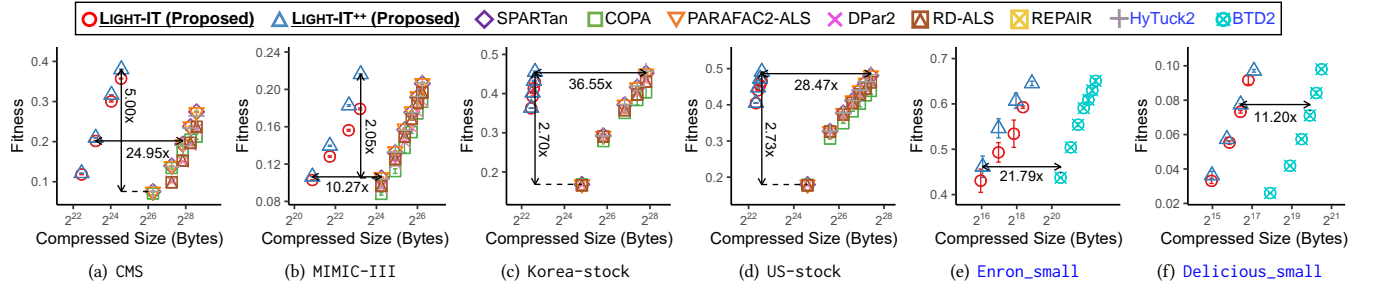 LIGHT-IT (Proposed) LIGHT-IT++ (Proposed) SPARTan COPA PARAFAC2-ALS DPar2 RD-ALS REPAIR HyTuck2 BTD2
Fitness
0.4
0.3
0.2
0.1
5.00x
24.95x
2^22 2^24 2^26 2^28
Compressed Size (Bytes)
(a) CMS
Fitness
0.24
0.20
0.16
0.12
0.08
2.05x
10.27x
2^20 2^22 2^24 2^26
Compressed Size (Bytes)
(b) MIMIC-III
Fitness
0.5
0.4
0.3
0.2
36.55x
2.70x
2^22 2^24 2^26 2^28
Compressed Size (Bytes)
(c) Korea-stock
Fitness
0.5
0.4
0.3
0.2
28.47x
2.73x
2^22 2^24 2^26 2^28
Compressed Size (Bytes)
(d) US-stock
Fitness
0.7
0.6
0.5
0.4
21.79x
2^16 2^18 2^20
Compressed Size (Bytes)
(e) Enron_small
Fitness
0.10
0.08
0.06
0.04
0.02
11.20x
2^15 2^17 2^19 2^21
Compressed Size (Bytes)
(f) Delicious_small